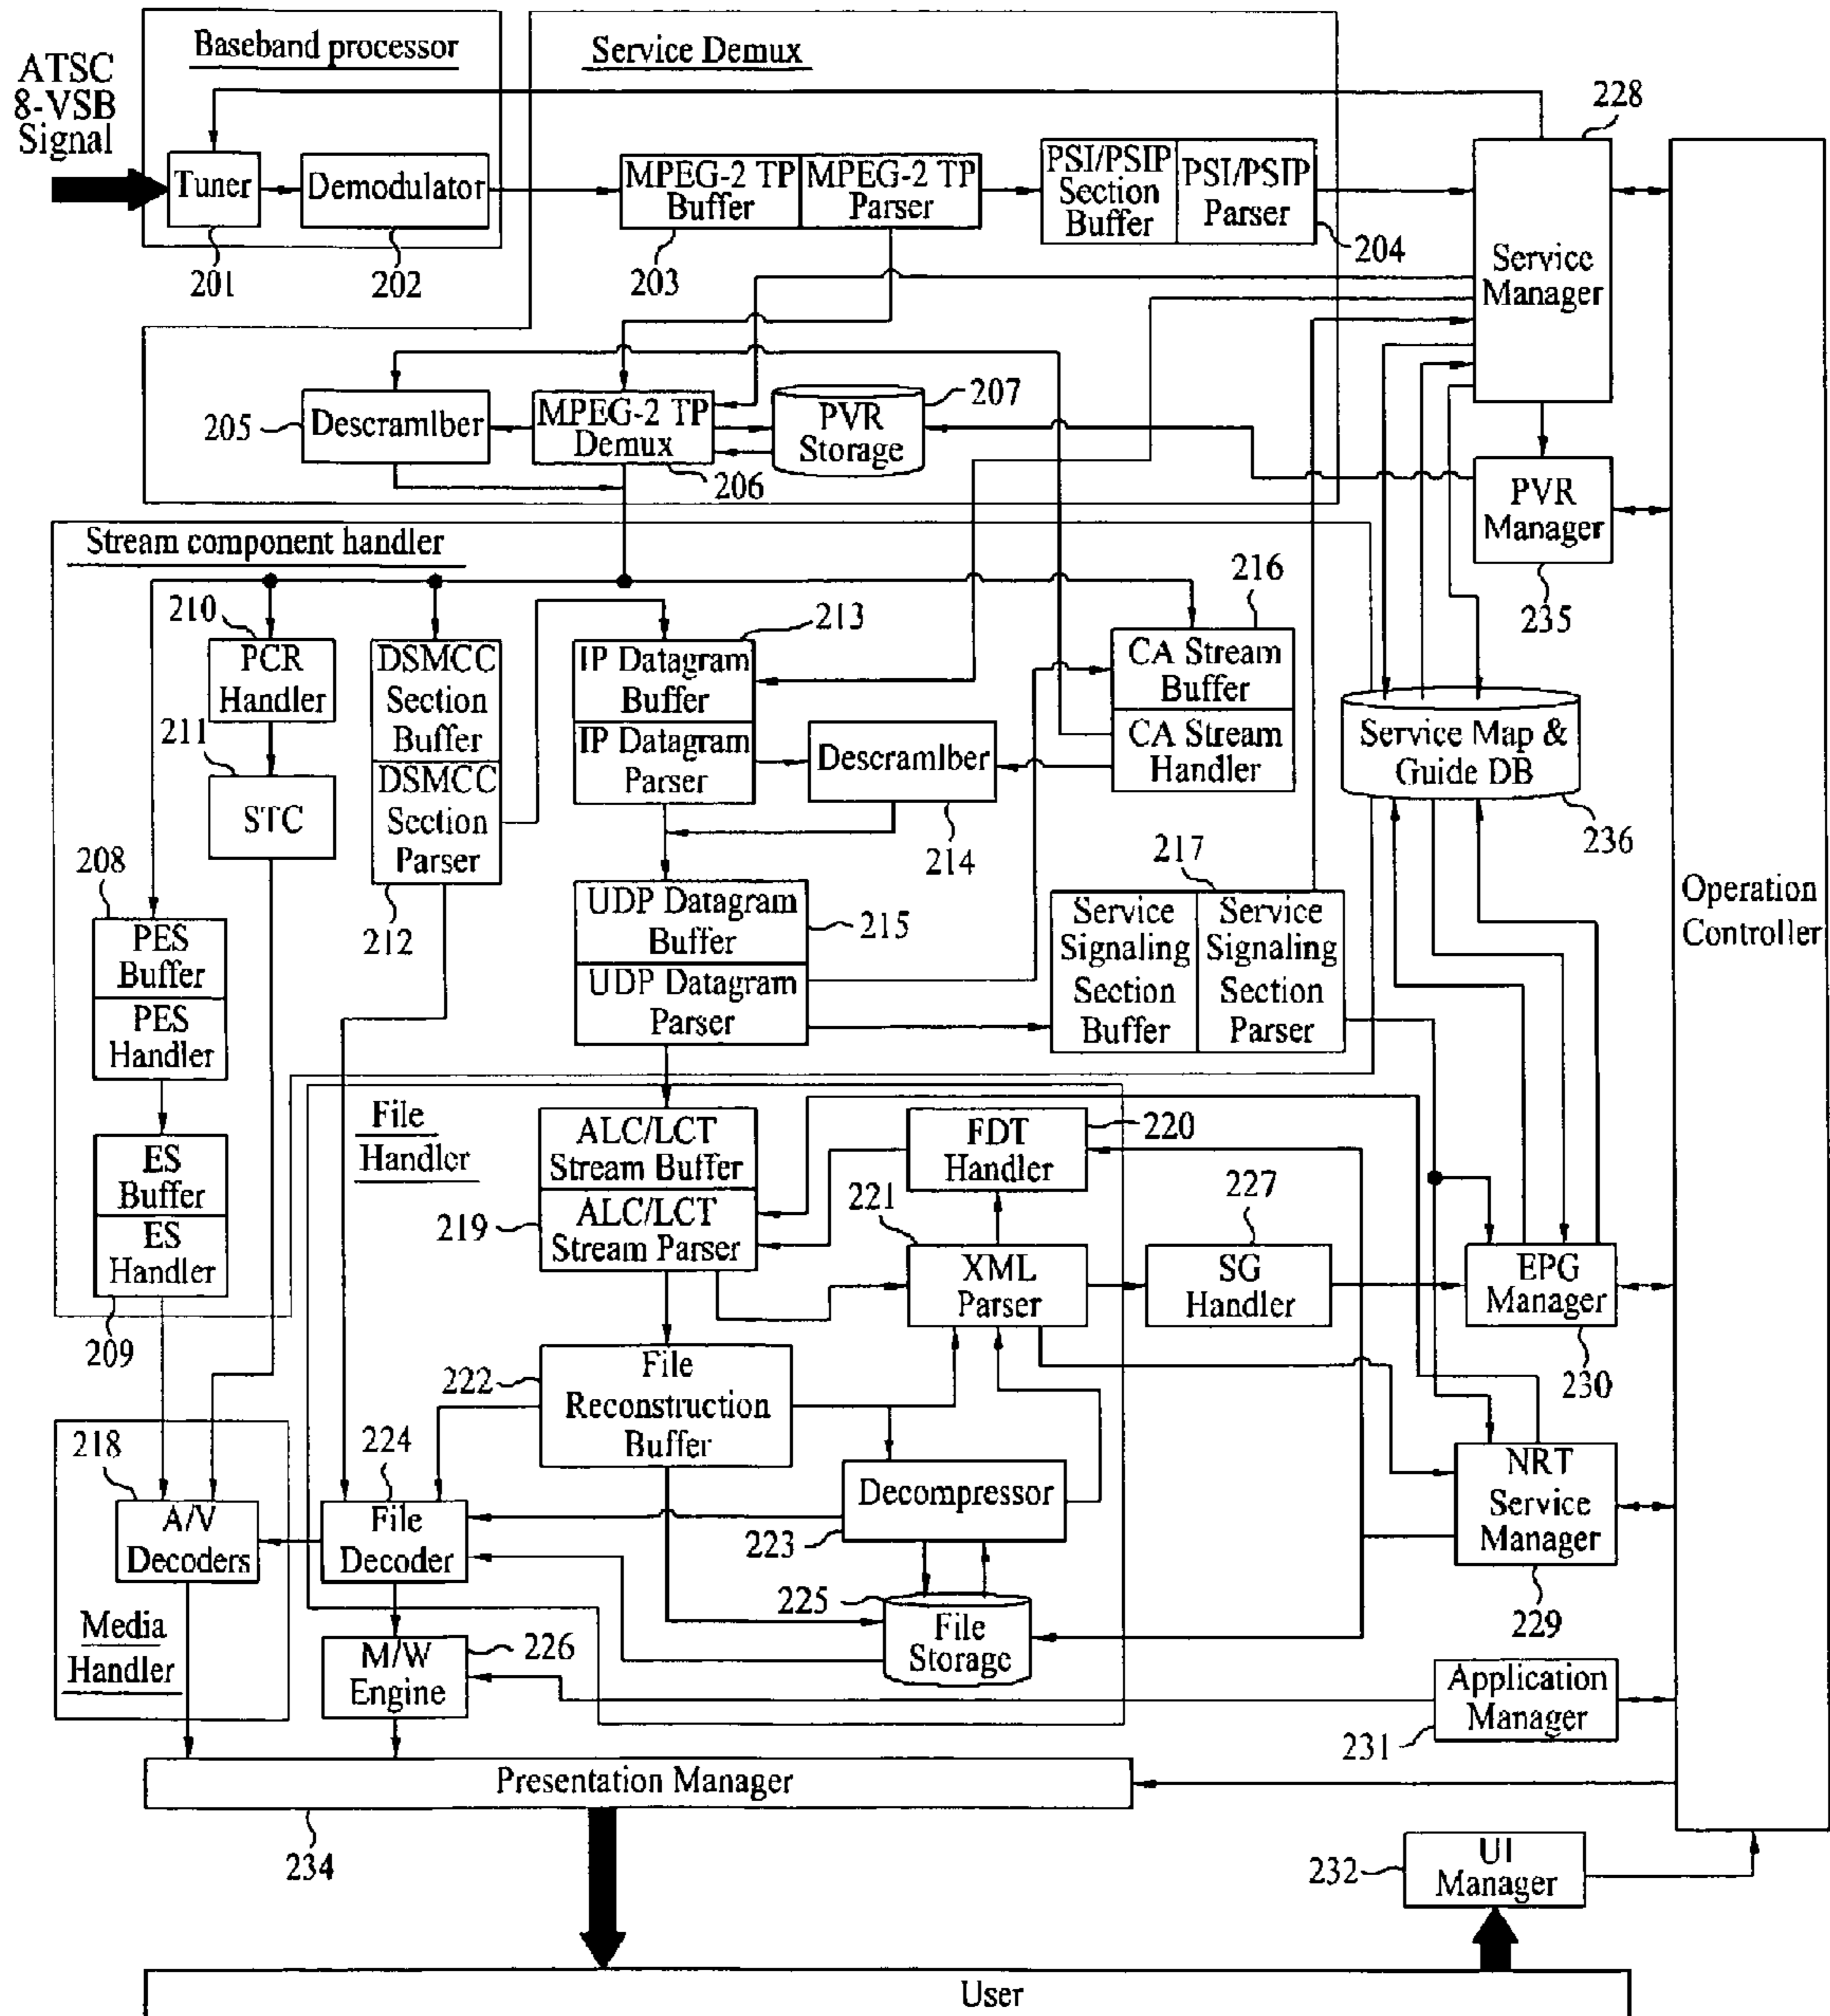 Baseband processor
Service Demux
ATSC
8-VSB
Signal
228
Tuner
Demodulator
MPEG-2 TP
Buffer
MPEG-2 TP
Parser
PSI/PSIP
Section
Buffer
PSI/PSIP
Parser
201
202
203
204
Service
Manager
205
Descramlber
MPEG-2 TP
Demux
206
PVR
Storage
207
PVR
Manager
235
Stream component handler
210
PCR
Handler
211
STC
DSMCC
Section
Buffer
DSMCC
Section
Parser
212
213
IP Datagram
Buffer
IP Datagram
Parser
Descramlber
214
216
CA Stream
Buffer
CA Stream
Handler
Service Map &
Guide DB
236
Operation
Controller
208
PES
Buffer
PES
Handler
UDP Datagram
Buffer
UDP Datagram
Parser
215
217
Service
Signaling
Section
Buffer
Service
Signaling
Section
Parser
ES
Buffer
ES
Handler
209
File
Handler
ALC/LCT
Stream Buffer
ALC/LCT
Stream Parser
219
FDT
Handler
220
221
XML
Parser
227
SG
Handler
EPG
Manager
230
222
File
Reconstruction
Buffer
Decompressor
223
NRT
Service
Manager
229
218
A/V
Decoders
224
File
Decoder
225
File
Storage
Media
Handler
M/W
Engine
226
Application
Manager
231
Presentation Manager
234
232
UI
Manager
User